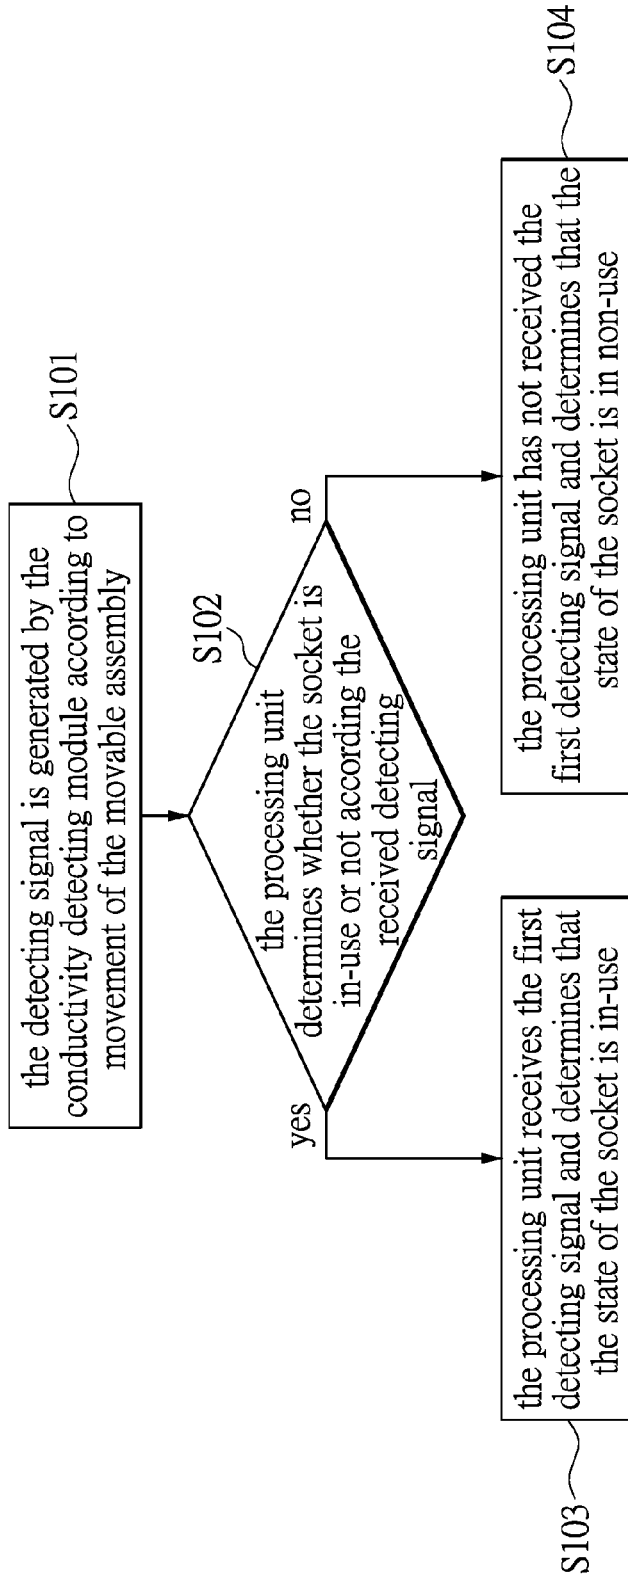 the detecting signal is generated by the
conductivity detecting module according to
movement of the movable assembly
S101
S102
the processing unit
determines whether the socket is
in-use or not according the
received detecting
signal
yes
no
the processing unit receives the first
detecting signal and determines that
the state of the socket is in-use
S103
the processing unit has not received the
first detecting signal and determines that the
state of the socket is in non-use
S104